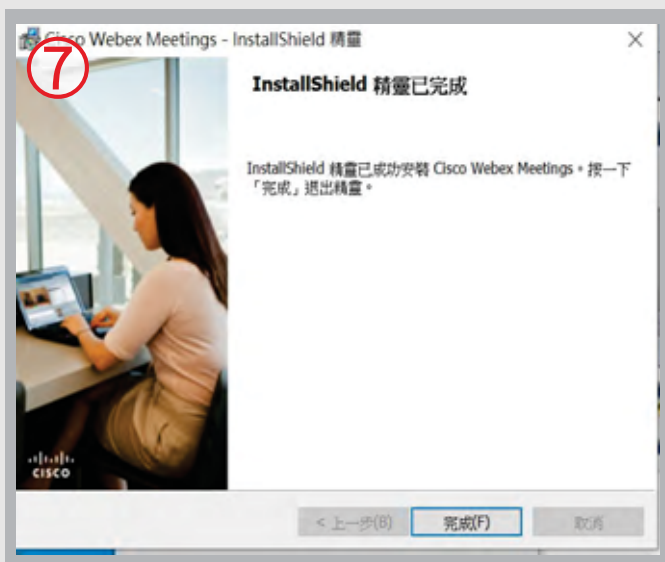 ⑦
Cisco Webex Meetings - InstallShield 精靈
InstallShield 精靈已完成
InstallShield 精靈已成功安裝 Cisco Webex Meetings。按一下
「完成」退出精靈。
CISCO
< 上一步(B)
完成(F)
取消